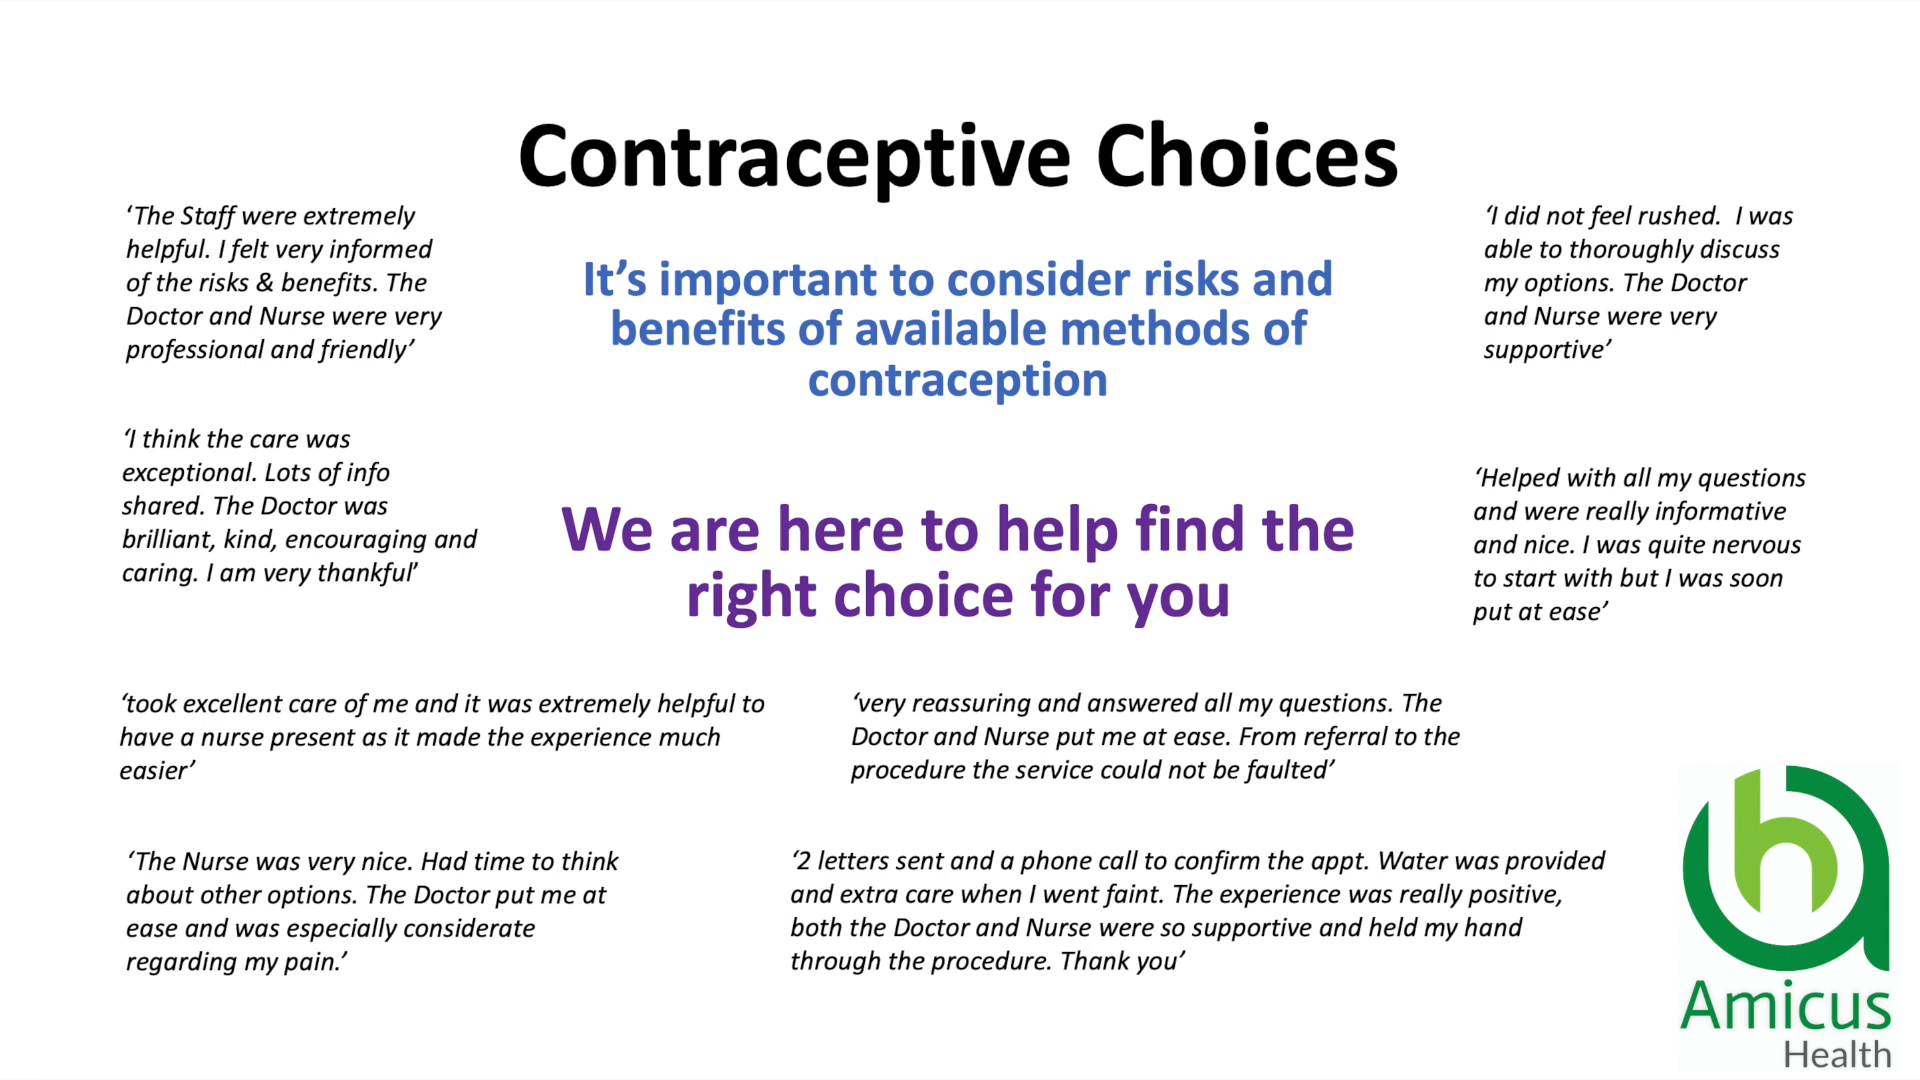 Contraceptive Choices
‘The Staff were extremely
helpful. I felt very informed
of the risks & benefits. The
Doctor and Nurse were very
professional and friendly’
It’s important to consider risks and
benefits of available methods of
contraception
‘I did not feel rushed.  I was
able to thoroughly discuss
my options. The Doctor
and Nurse were very
supportive’
‘I think the care was
exceptional. Lots of info
shared. The Doctor was
brilliant, kind, encouraging and
caring. I am very thankful’
We are here to help find the
right choice for you
‘Helped with all my questions
and were really informative
and nice. I was quite nervous
to start with but I was soon
put at ease’
‘took excellent care of me and it was extremely helpful to
have a nurse present as it made the experience much
easier’
‘very reassuring and answered all my questions. The
Doctor and Nurse put me at ease. From referral to the
procedure the service could not be faulted’
‘The Nurse was very nice. Had time to think
about other options. The Doctor put me at
ease and was especially considerate
regarding my pain.’
‘2 letters sent and a phone call to confirm the appt. Water was provided
and extra care when I went faint. The experience was really positive,
both the Doctor and Nurse were so supportive and held my hand
through the procedure. Thank you’
Amicus
Health